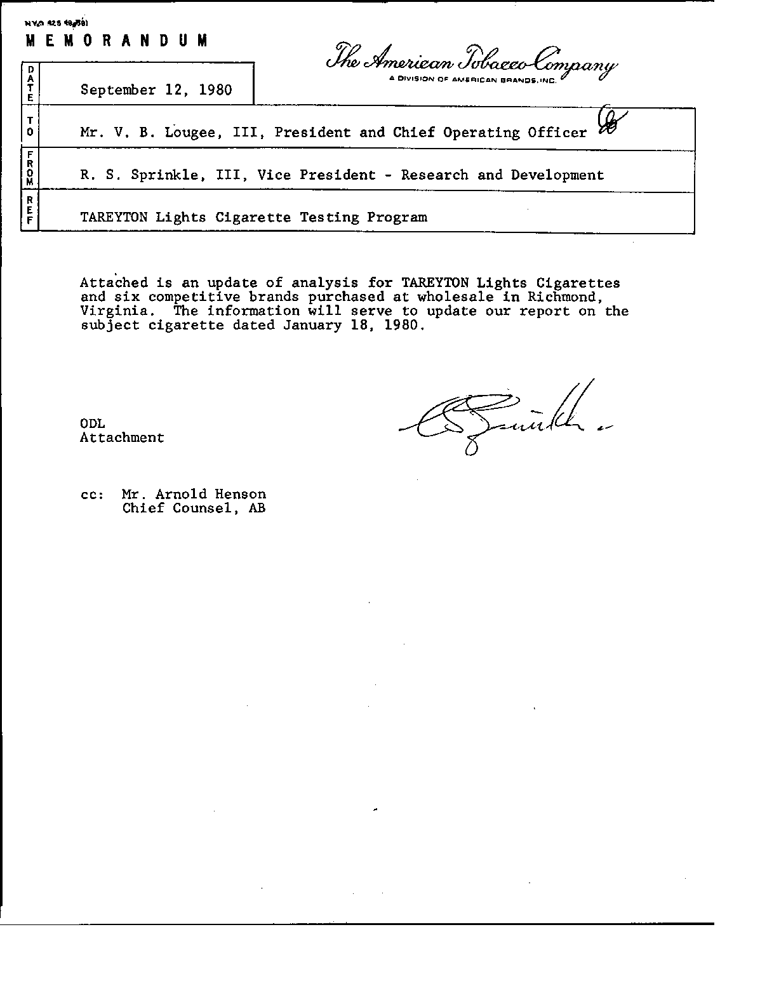 MEMORANDUM
The American Tobacco Company
A DIVISION OF AMERICAN BRANDS, INC.
DATE
September 12, 1980
TO
Mr. V. B. Lougee, III, President and Chief Operating Officer
FROM
R. S. Sprinkle, III, Vice President - Research and Development
REF
TAREYTON Lights Cigarette Testing Program
Attached is an update of analysis for TAREYTON Lights Cigarettes
and six competitive brands purchased at wholesale in Richmond,
Virginia. The information will serve to update our report on the
subject cigarette dated January 18, 1980.
ODL
Attachment
cc: Mr. Arnold Henson
Chief Counsel, AB